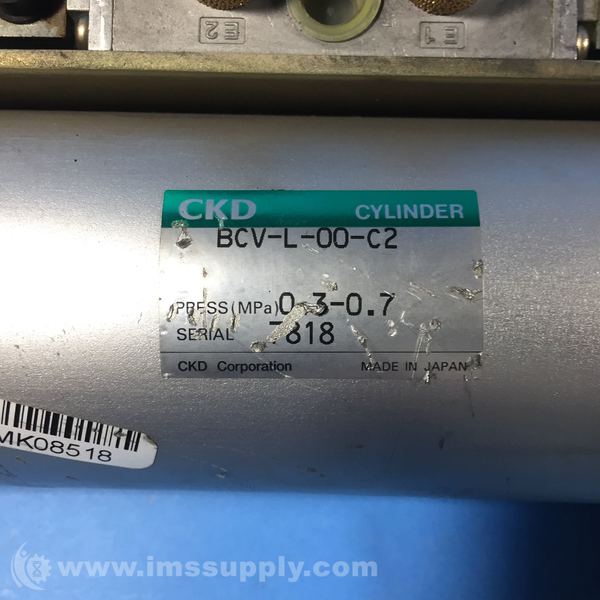 E2
E1
CKD CYLINDER
BCV-L-00-C2
PRESS(MPa) 0.3-0.7
SERIAL 7818
CKD Corporation MADE IN JAPAN
MK08518
www.imssupply.com